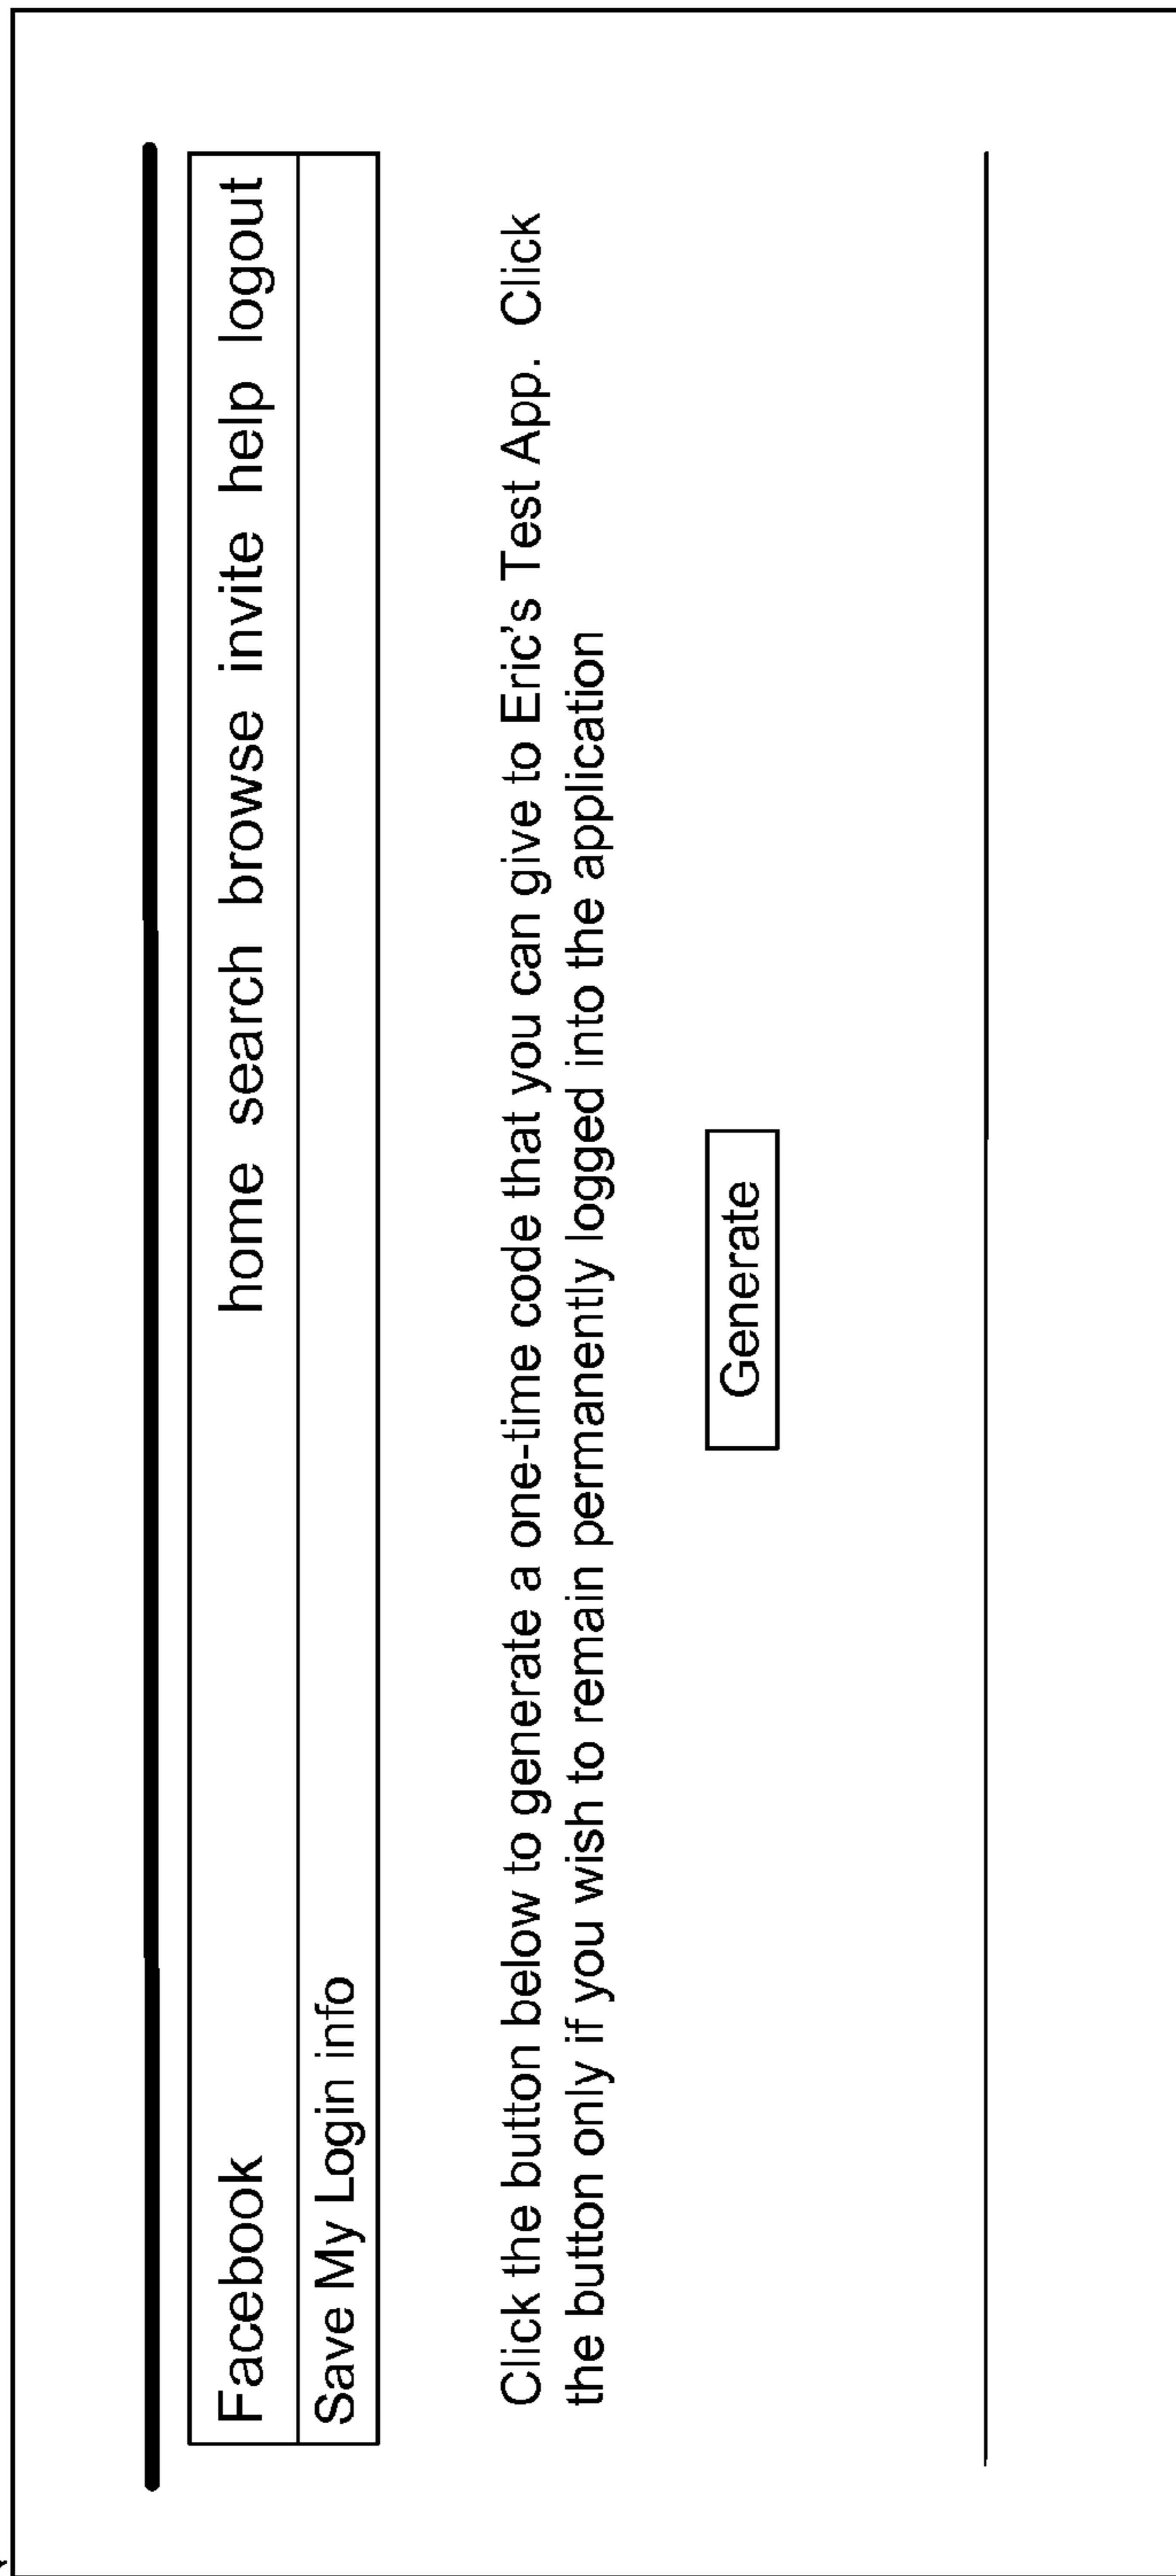 Facebook home search browse invite help logout
Save My Login info
Click the button below to generate a one-time code that you can give to Eric's Test App. Click
the button only if you wish to remain permanently logged into the application
Generate